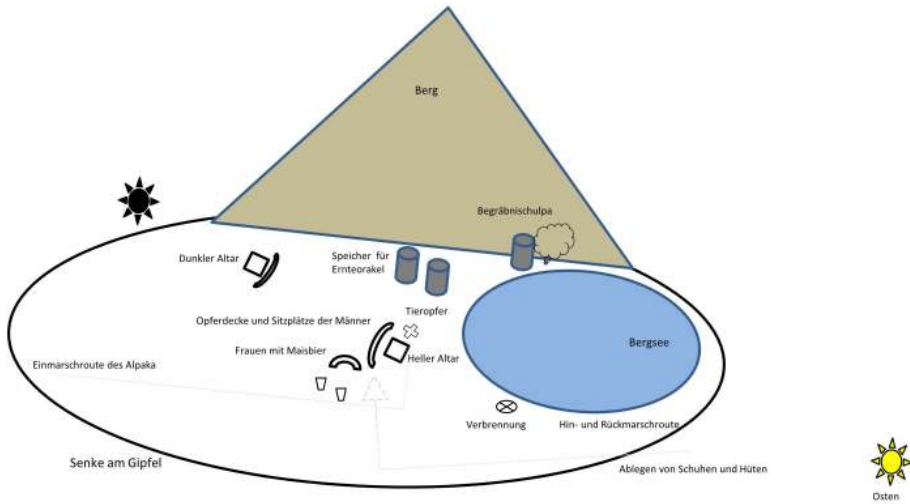 Berg
Begräbnischulpa
Dunkler Altar
Speicher für
Ernteorakel
Tieropfer
Opferdecke und Sitzplätze der Männer
Bergsee
Frauen mit Maisbier
Heller Altar
Einmarschroute des Alpaka
Verbrennung
Hin- und Rückmarschroute
Senke am Gipfel
Ablegen von Schuhen und Hüten
Osten